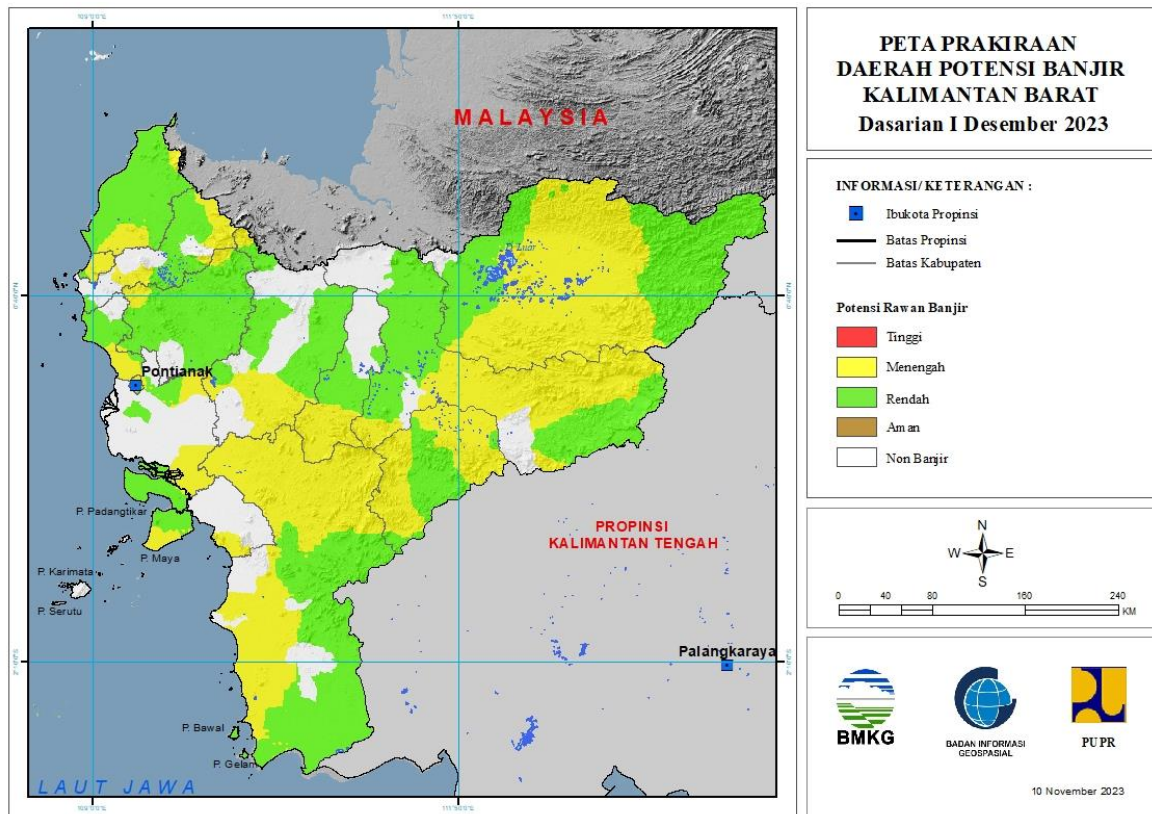 PETA PRAKIRAAN
DAERAH POTENSI BANJIR
KALIMANTAN BARAT
Dasarian I Desember 2023
INFORMASI/ KETERANGAN :
Ibukota Propinsi
Batas Propinsi
Batas Kabupaten
Potensi Rawan Banjir
Tinggi
Menengah
Rendah
Aman
Non Banjir
N
W E
S
0 40 80 160 240
KM
BMKG
BADAN INFORMASI
GEOSPASIAL
PUPR
10 November 2023
MALAYSIA
Pontianak
P. Padangtikar
P. Maya
P. Karimata
P. Serutu
PROPINSI
KALIMANTAN TENGAH
Palangkaraya
P. Bawal
P. Gelam
LAUT JAWA